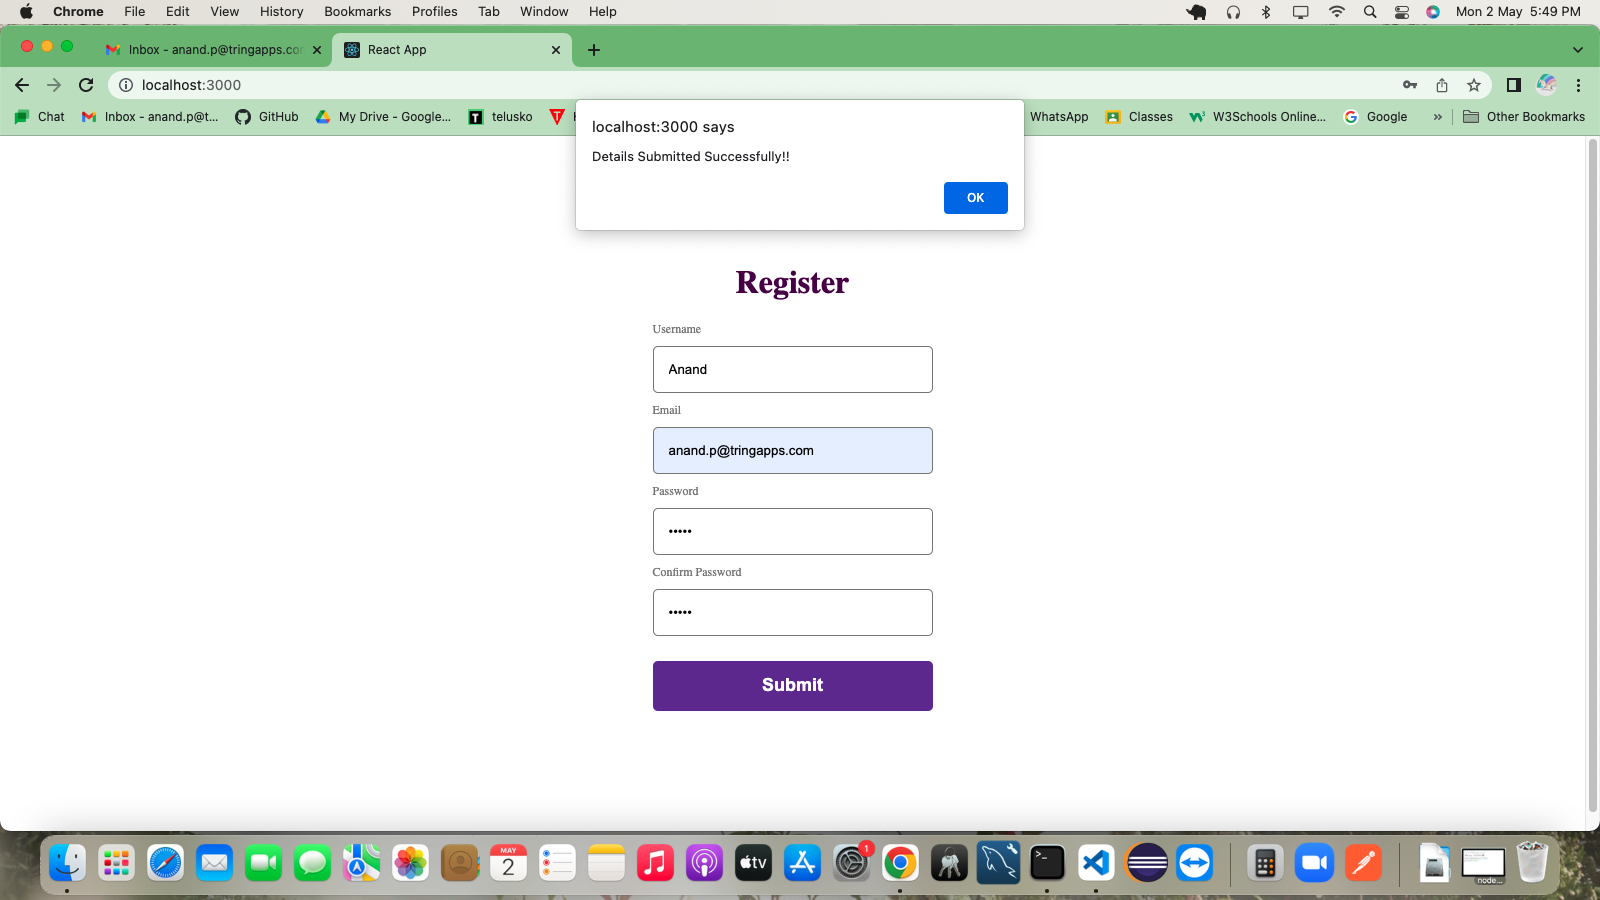 Chrome File Edit View History Bookmarks Profiles Tab Window Help Mon 2 May 5:49 PM
Inbox - anand.p@tringapps.co React App
localhost:3000
Chat Inbox - anand.p@t... GitHub My Drive - Google... telusko WhatsApp Classes W3Schools Online... Google » Other Bookmarks
localhost:3000 says
Details Submitted Successfully!!
OK
Register
Username
Anand
Email
anand.p@tringapps.com
Password
•••••
Confirm Password
•••••
Submit
1
MAY
2
tv
node...